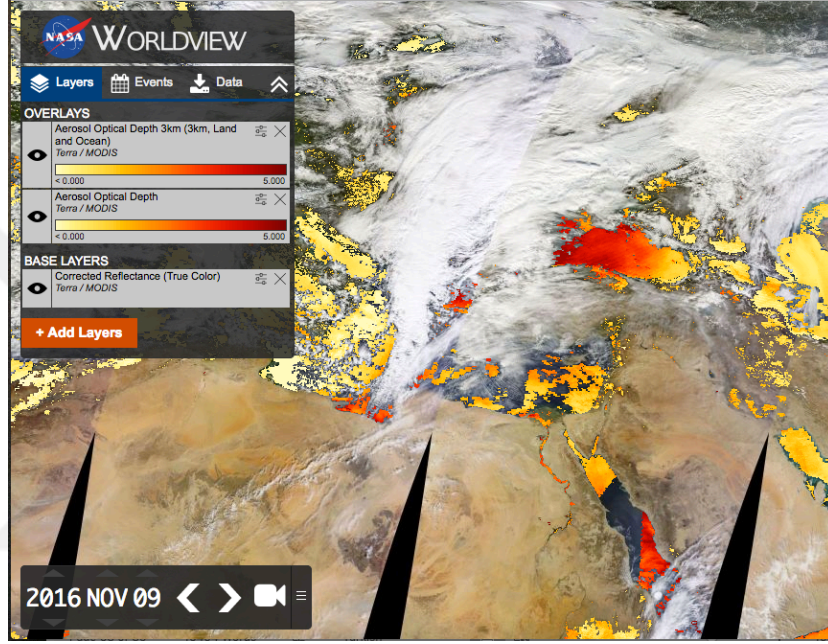 NASA WORLDVIEW
Layers Events Data
OVERLAYS
Aerosol Optical Depth 3km (3km, Land
and Ocean)
Terra / MODIS
< 0.000 5.000
Aerosol Optical Depth
Terra / MODIS
< 0.000 5.000
BASE LAYERS
Corrected Reflectance (True Color)
Terra / MODIS
+ Add Layers
2016 NOV 09